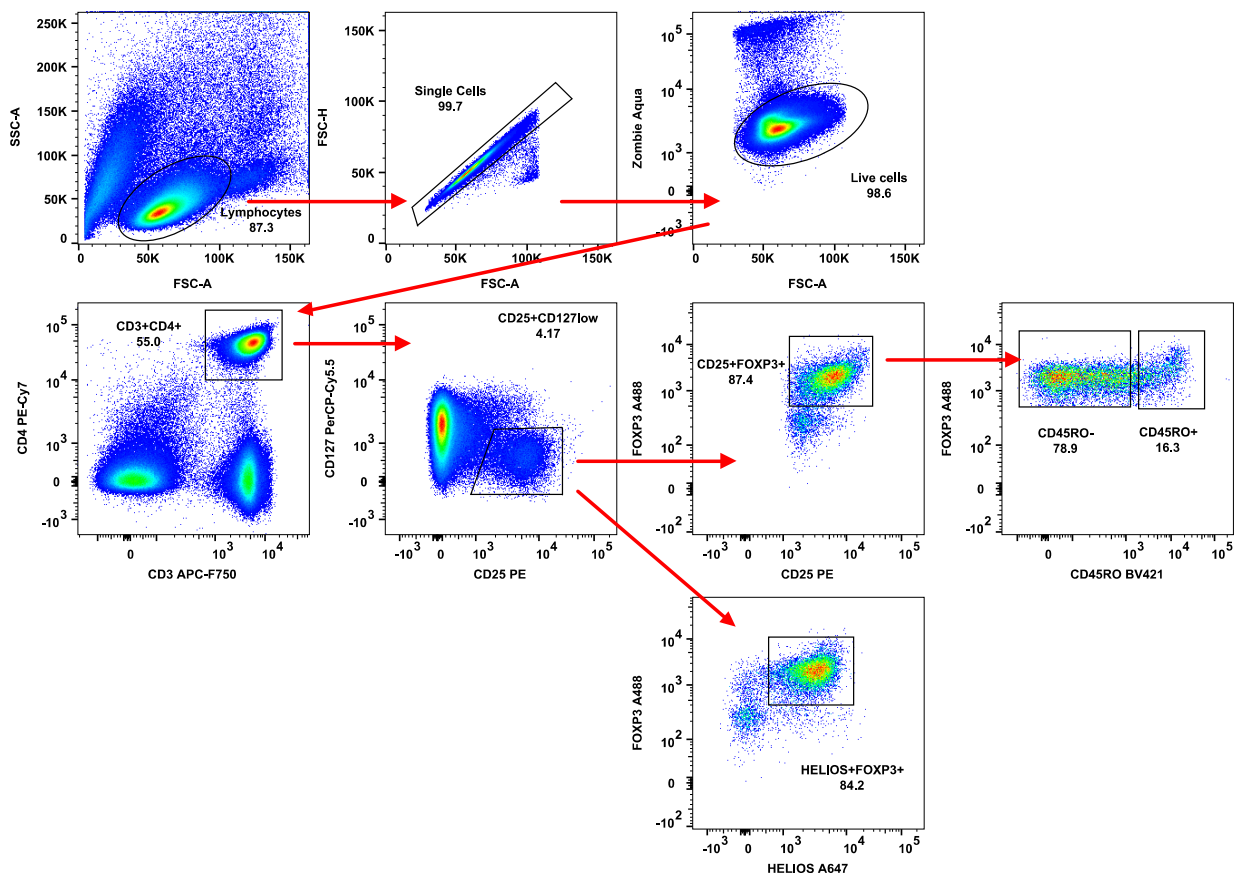 250K
200K
150K
100K
50K
0
SSC-A
Lymphocytes
87.3
0 50K 100K 150K
FSC-A
150K
100K
50K
0
FSC-H
Single Cells
99.7
0 50K 100K 150K
FSC-A
10^5
10^4
10^3
0
-10^3
Zombie Aqua
Live cells
98.6
0 50K 100K 150K
FSC-A
10^5
10^4
10^3
0
-10^3
CD4 PE-Cy7
CD3+CD4+
55.0
0 10^3 10^4
CD3 APC-F750
10^5
10^4
10^3
0
-10^3
CD127 PerCP-Cy5.5
CD25+CD127low
4.17
-10^3 0 10^3 10^4 10^5
CD25 PE
10^4
10^3
10^2
0
-10^2
FOXP3 A488
CD25+FOXP3+
87.4
-10^3 0 10^3 10^4 10^5
CD25 PE
10^4
10^3
10^2
0
-10^2
FOXP3 A488
CD45RO-
78.9
CD45RO+
16.3
0 10^3 10^4 10^5
CD45RO BV421
10^4
10^3
10^2
0
-10^2
FOXP3 A488
HELIOS+FOXP3+
84.2
-10^3 0 10^3 10^4 10^5
HELIOS A647